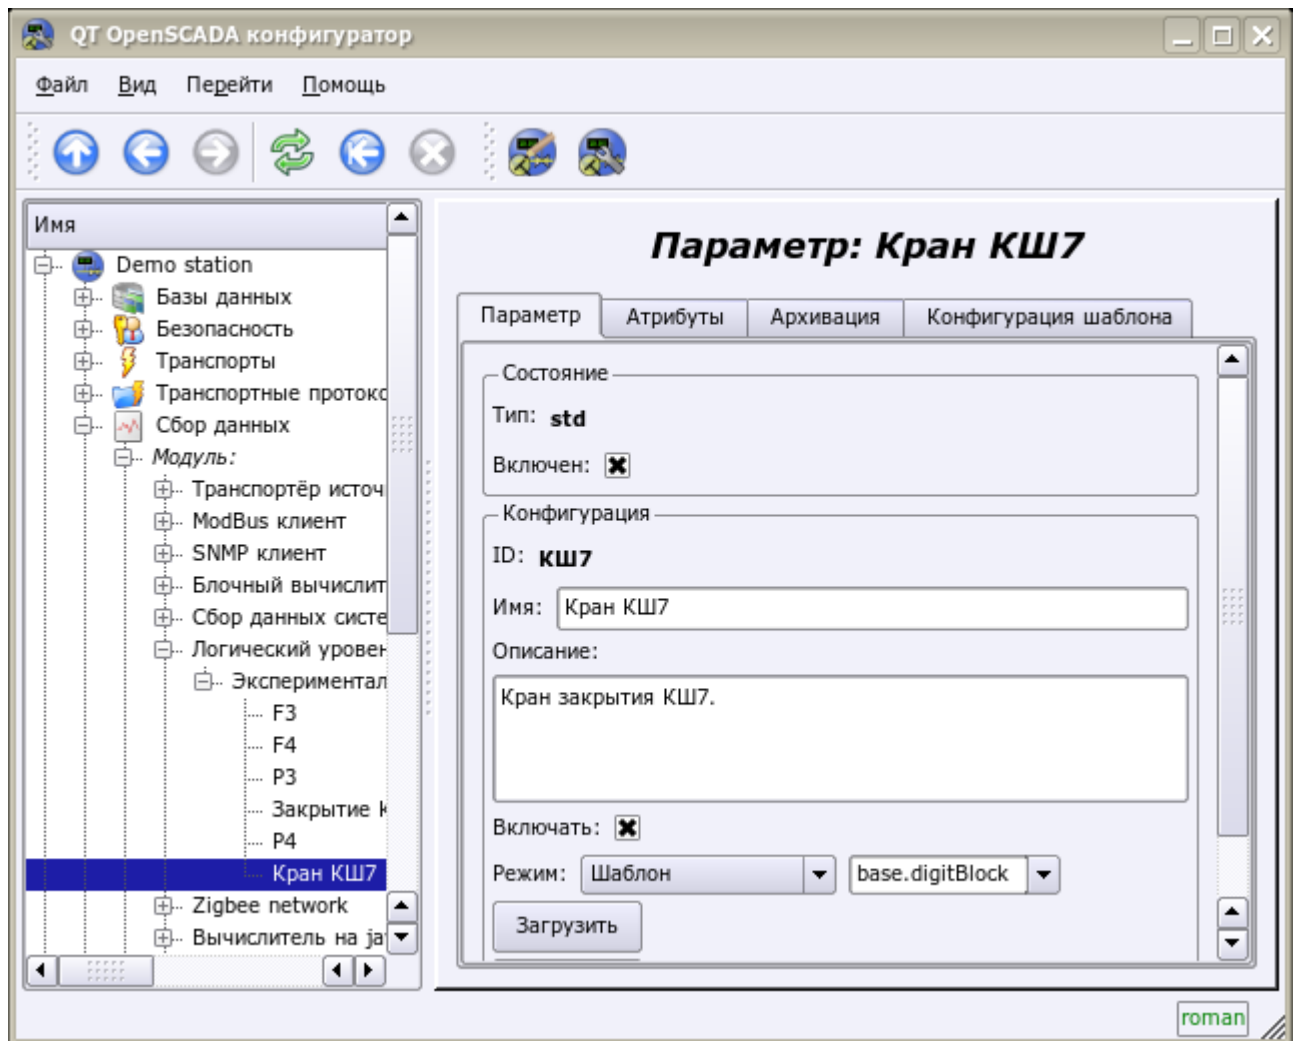 QT OpenSCADA конфигуратор
Файл Вид Перейти Помощь
Имя
Demo station
Базы данных
Безопасность
Транспорты
Транспортные протоко
Сбор данных
Модуль:
Транспортёр источ
ModBus клиент
SNMP клиент
Блочный вычислит
Сбор данных систе
Логический уровен
Экспериментал
F3
F4
P3
Закрытие К
P4
Кран КШ7
Zigbee network
Вычислитель на ja
Параметр: Кран КШ7
Параметр Атрибуты Архивация Конфигурация шаблона
Состояние
Тип: std
Включен:
Конфигурация
ID: КШ7
Имя: Кран КШ7
Описание:
Кран закрытия КШ7.
Включать:
Режим: Шаблон base.digitBlock
Загрузить
roman